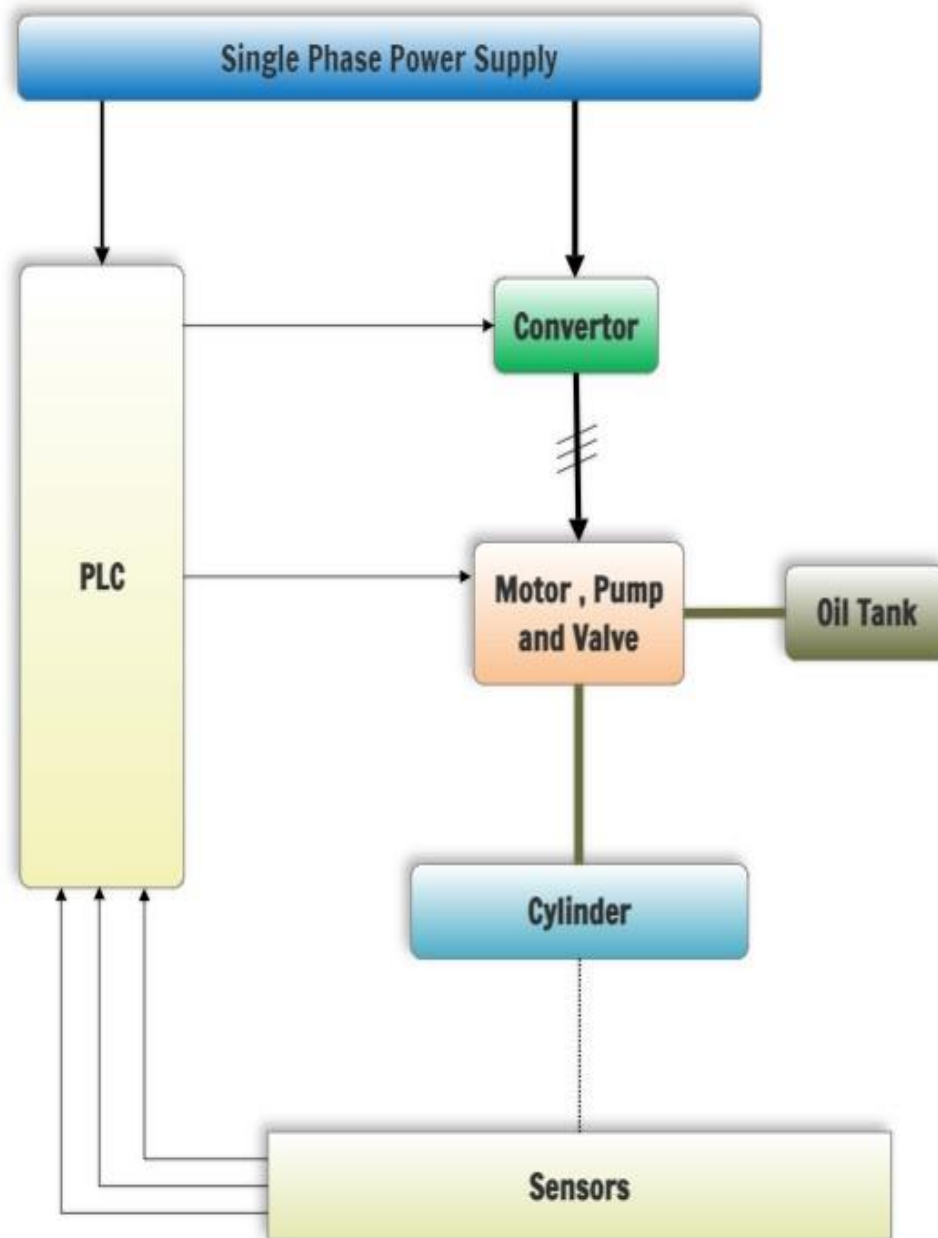 Single Phase Power Supply
Convertor
PLC
Motor , Pump
and Valve
Oil Tank
Cylinder
Sensors